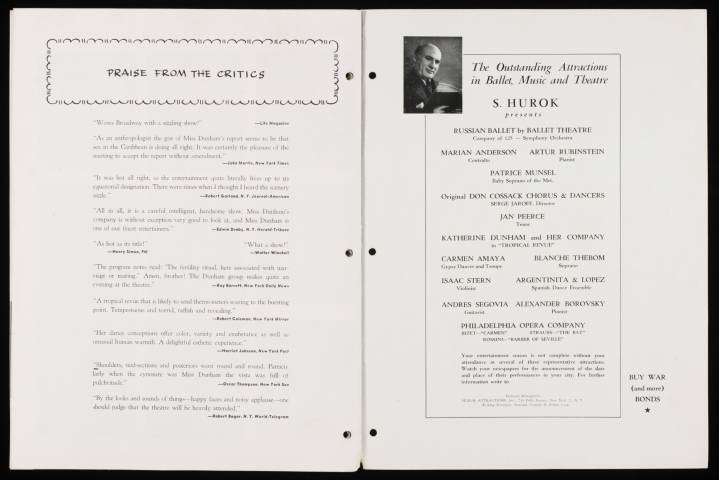 PRAISE FROM THE CRITICS
"Wows Broadway with a sizzling show!"
—Life Magazine
"As an anthropologist the gist of Miss Dunham's report seems to be that
sex in the Caribbean is doing all right. It was certainly the pleasure of the
meeting to accept the report without amendment."
—John Martin, New York Times
"It was hot all right, so the entertainment quite literally lives up to its
equatorial designation. There were times when I thought I heard the scenery
sizzle."
—Robert Garland, N. Y. Journal-American
"All in all, it is a careful intelligent, handsome show. Miss Dunham's
company is without exception very good to look at, and Miss Dunham is
one of our finest entertainers."
—Edwin Denby, N. Y. Herald-Tribune
"As hot as its title!"
—Henry Simon, PM
"What a show!"
—Walter Winchell
"The program notes read: 'The fertility ritual, here associated with mar-
riage or mating.' Amen, brother! The Dunham group makes quite an
evening at the theatre."
—Ray Barrett, New York Daily News
"A tropical revue that is likely to send thermometers soaring to the bursting
point. Tempestuous and torrid, raffish and revealing."
—Robert Coleman, New York Mirror
"Her dance conceptions offer color, variety and exuberance as well as
unusual human warmth. A delightful esthetic experience."
—Harriet Johnson, New York Post
"Shoulders, mid-sections and posteriors went round and round. Particu-
larly when the cynosure was Miss Dunham the vista was full of
pulchritude."
—Oscar Thompson, New York Sun
"By the looks and sounds of things—happy faces and noisy applause—one
should judge that the theatre will be heavily attended."
—Robert Bager, N. Y. World-Telegram
The Outstanding Attractions
in Ballet, Music and Theatre
S. HUROK
presents
RUSSIAN BALLET by BALLET THEATRE
Company of 125 — Symphony Orchestra
MARIAN ANDERSON
Contralto
ARTUR RUBINSTEIN
Pianist
PATRICE MUNSEL
Baby Soprano of the Met.
Original DON COSSACK CHORUS & DANCERS
SERGE JAROFF, Director
JAN PEERCE
Tenor
KATHERINE DUNHAM and HER COMPANY
in "TROPICAL REVUE"
CARMEN AMAYA
Gypsy Dancer and Troupe
BLANCHE THEBOM
Soprano
ISAAC STERN
Violinist
ARGENTINITA & LOPEZ
Spanish Dance Ensemble
ANDRES SEGOVIA
Guitarist
ALEXANDER BOROVSKY
Pianist
PHILADELPHIA OPERA COMPANY
BIZET—"CARMEN" STRAUSS—"THE BAT"
ROSSINI—"BARBER OF SEVILLE"
Your entertainment season is not complete without your
attendance at several of these representative attractions.
Watch your newspapers for the announcement of the date
and place of their performances in your city. For further
information write to
Exclusive Management:
HUROK ATTRACTIONS, Inc., 711 Fifth Avenue, New York 22, N. Y.
BUY WAR
(and more)
BONDS